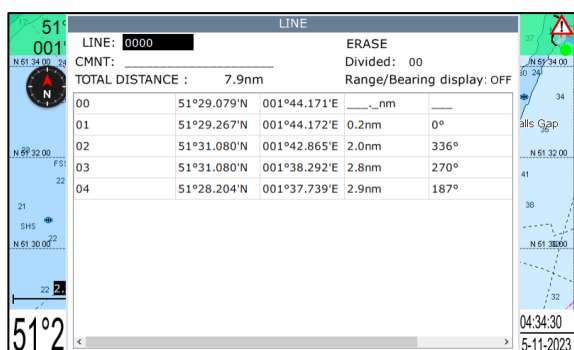 LINE
LINE: 0000 ERASE
CMNT: ____________________ Divided: 00
TOTAL DISTANCE : 7.9nm Range/Bearing display: OFF
00 51°29.079'N 001°44.171'E ___._nm ___
01 51°29.267'N 001°44.172'E 0.2nm 0°
02 51°31.080'N 001°42.865'E 2.0nm 336°
03 51°31.080'N 001°38.292'E 2.8nm 270°
04 51°28.204'N 001°37.739'E 2.9nm 187°
51°
001°
N 51 34 00
N
22
21
SHS
N 51 30 00
22
22
2.
51°2
37
N 51 34 00
34
alls Gap
N 51 32 00
41
38
32
04:34:30
5-11-2023